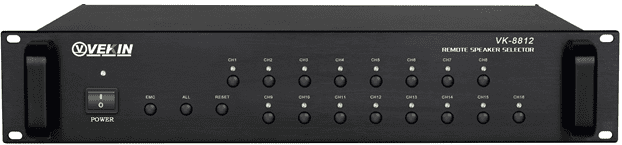 VEKIN
VK-8812
REMOTE SPEAKER SELECTOR
CH1 CH2 CH3 CH4 CH5 CH6 CH7 CH8
I
O
POWER
EMC ALL RESET CH9 CH10 CH11 CH12 CH13 CH14 CH15 CH16